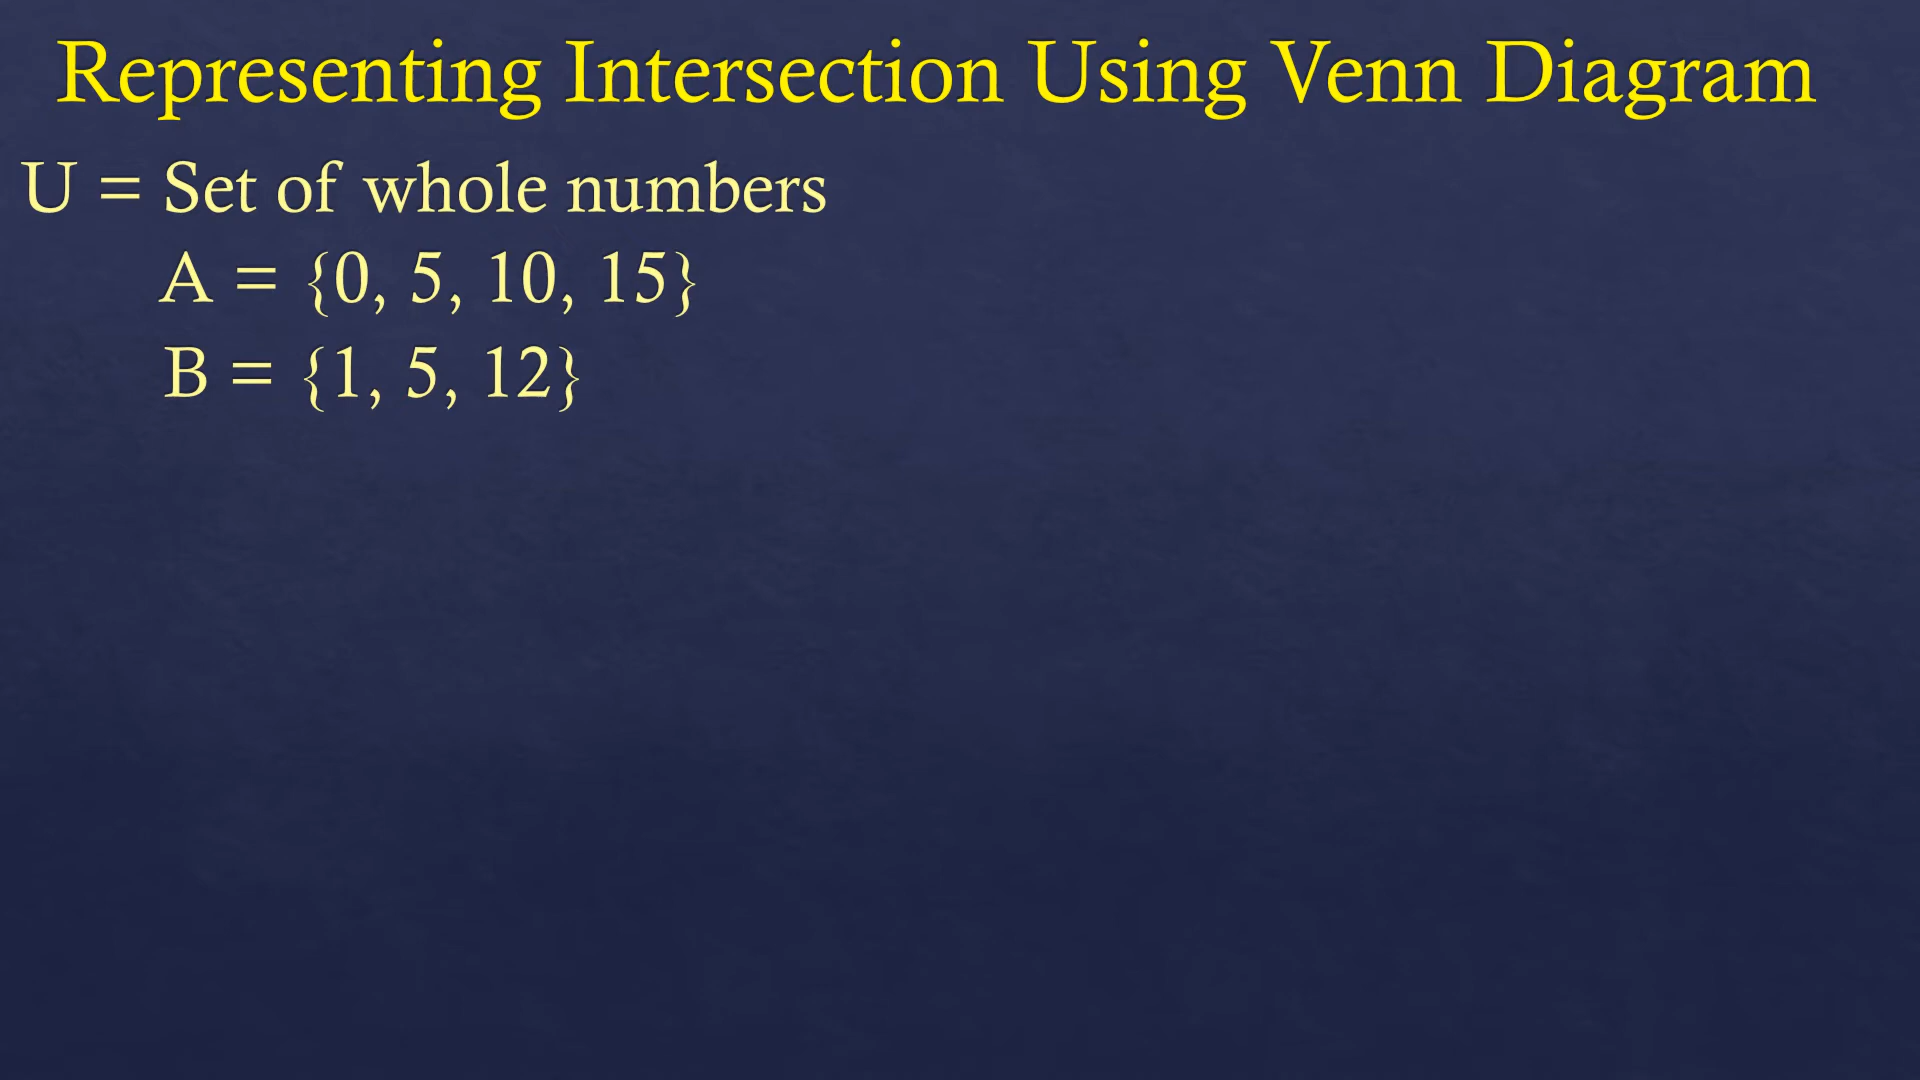 Representing Intersection Using Venn Diagram
U = Set of whole numbers
A = {0, 5, 10, 15}
B = {1, 5, 12}